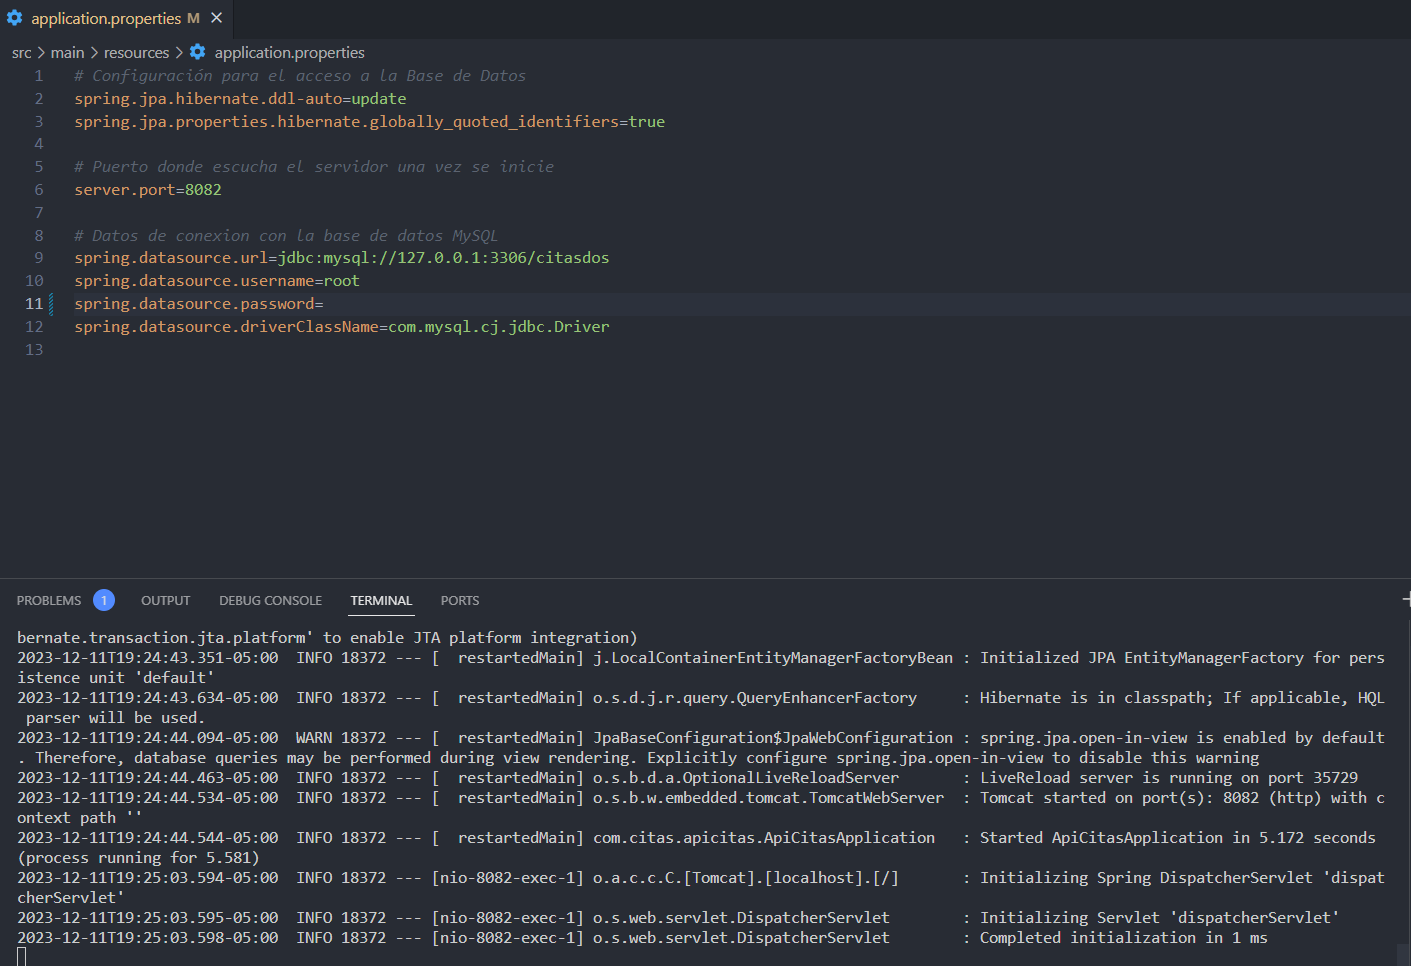 application.properties M ×
src > main > resources > application.properties
1 # Configuración para el acceso a la Base de Datos
2 spring.jpa.hibernate.ddl-auto=update
3 spring.jpa.properties.hibernate.globally_quoted_identifiers=true
4
5 # Puerto donde escucha el servidor una vez se inicie
6 server.port=8082
7
8 # Datos de conexion con la base de datos MySQL
9 spring.datasource.url=jdbc:mysql://127.0.0.1:3306/citasdos
10 spring.datasource.username=root
11 spring.datasource.password=
12 spring.datasource.driverClassName=com.mysql.cj.jdbc.Driver
13
PROBLEMS 1 OUTPUT DEBUG CONSOLE TERMINAL PORTS
bernate.transaction.jta.platform' to enable JTA platform integration)
2023-12-11T19:24:43.351-05:00  INFO 18372 --- [  restartedMain] j.LocalContainerEntityManagerFactoryBean : Initialized JPA EntityManagerFactory for pers
istence unit 'default'
2023-12-11T19:24:43.634-05:00  INFO 18372 --- [  restartedMain] o.s.d.j.r.query.QueryEnhancerFactory     : Hibernate is in classpath; If applicable, HQL
 parser will be used.
2023-12-11T19:24:44.094-05:00  WARN 18372 --- [  restartedMain] JpaBaseConfiguration$JpaWebConfiguration : spring.jpa.open-in-view is enabled by default
. Therefore, database queries may be performed during view rendering. Explicitly configure spring.jpa.open-in-view to disable this warning
2023-12-11T19:24:44.463-05:00  INFO 18372 --- [  restartedMain] o.s.b.d.a.OptionalLiveReloadServer       : LiveReload server is running on port 35729
2023-12-11T19:24:44.534-05:00  INFO 18372 --- [  restartedMain] o.s.b.w.embedded.tomcat.TomcatWebServer  : Tomcat started on port(s): 8082 (http) with c
ontext path ''
2023-12-11T19:24:44.544-05:00  INFO 18372 --- [  restartedMain] com.citas.apicitas.ApiCitasApplication   : Started ApiCitasApplication in 5.172 seconds
(process running for 5.581)
2023-12-11T19:25:03.594-05:00  INFO 18372 --- [nio-8082-exec-1] o.a.c.c.C.[Tomcat].[localhost].[/]       : Initializing Spring DispatcherServlet 'dispat
cherServlet'
2023-12-11T19:25:03.595-05:00  INFO 18372 --- [nio-8082-exec-1] o.s.web.servlet.DispatcherServlet        : Initializing Servlet 'dispatcherServlet'
2023-12-11T19:25:03.598-05:00  INFO 18372 --- [nio-8082-exec-1] o.s.web.servlet.DispatcherServlet        : Completed initialization in 1 ms